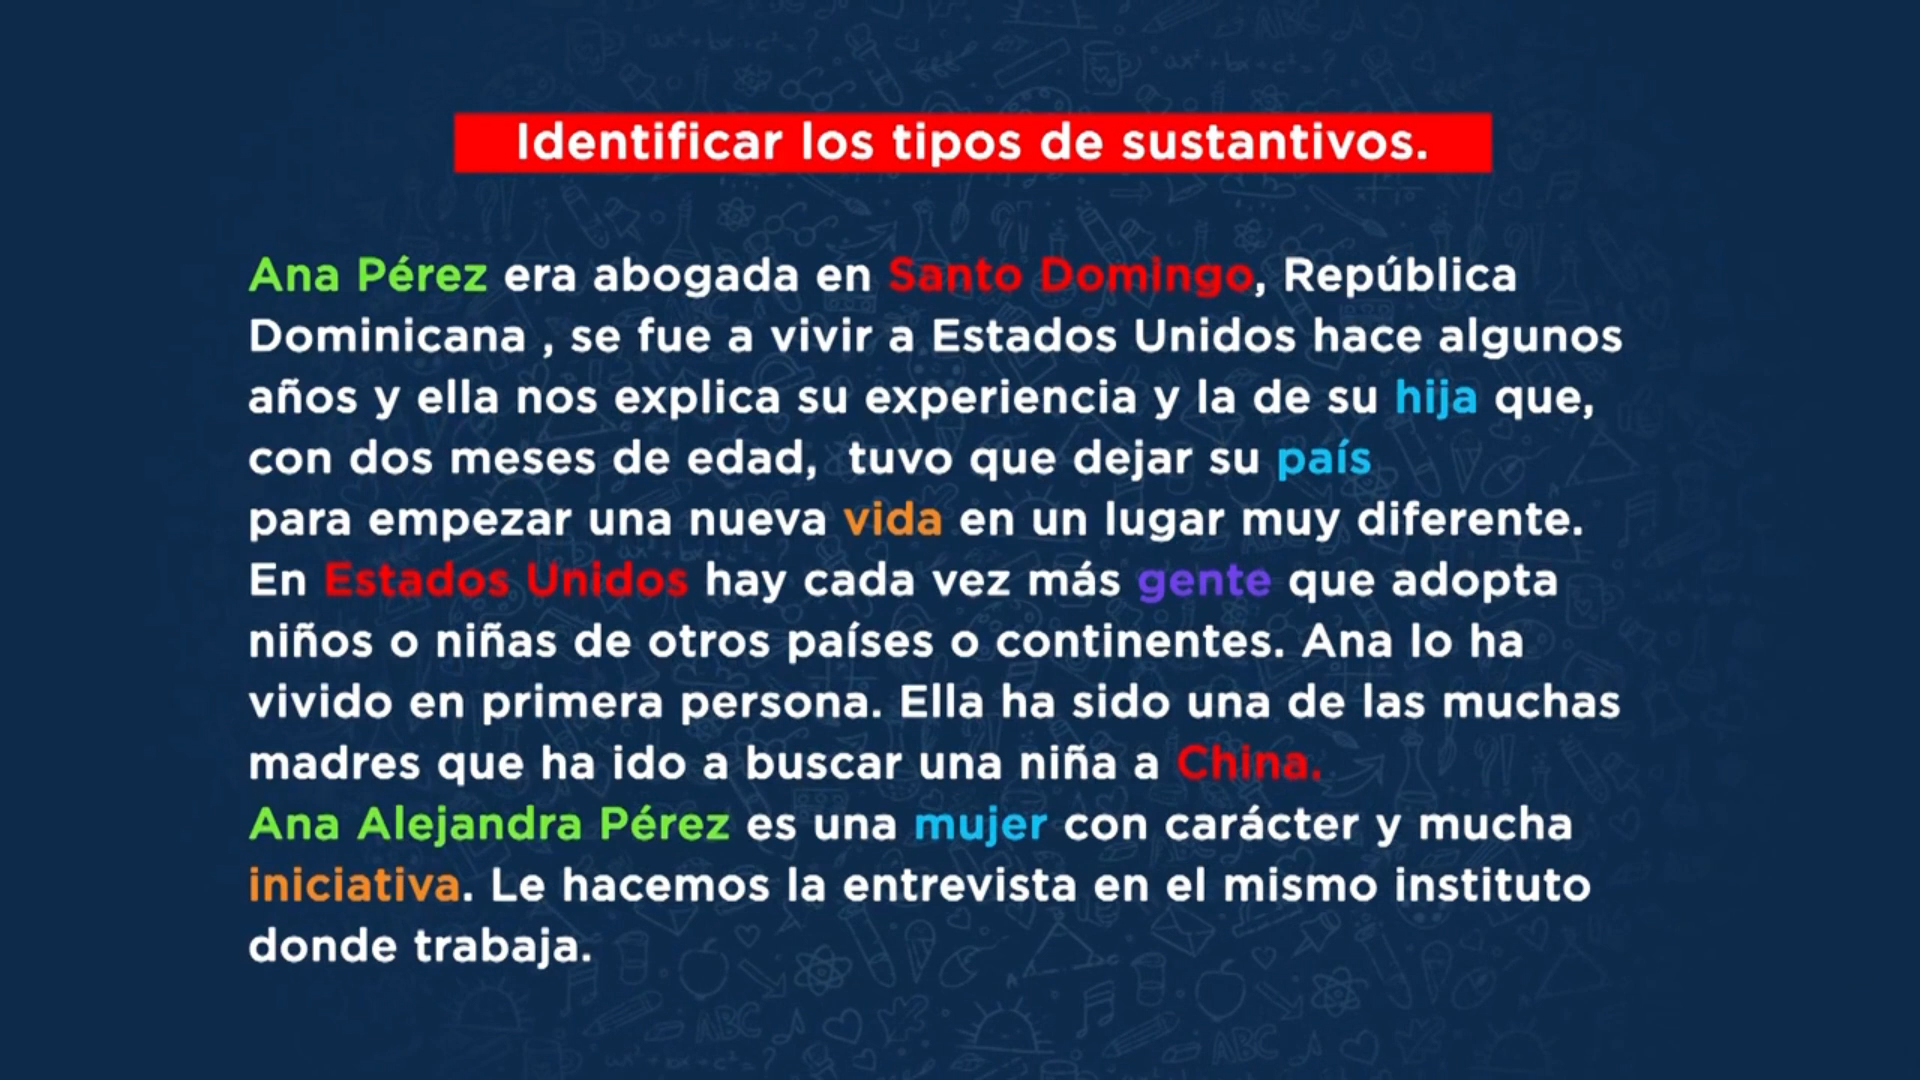 Identificar los tipos de sustantivos.
Ana Pérez era abogada en Santo Domingo, República
Dominicana , se fue a vivir a Estados Unidos hace algunos
años y ella nos explica su experiencia y la de su hija que,
con dos meses de edad, tuvo que dejar su país
para empezar una nueva vida en un lugar muy diferente.
En Estados Unidos hay cada vez más gente que adopta
niños o niñas de otros países o continentes. Ana lo ha
vivido en primera persona. Ella ha sido una de las muchas
madres que ha ido a buscar una niña a China.
Ana Alejandra Pérez es una mujer con carácter y mucha
iniciativa. Le hacemos la entrevista en el mismo instituto
donde trabaja.